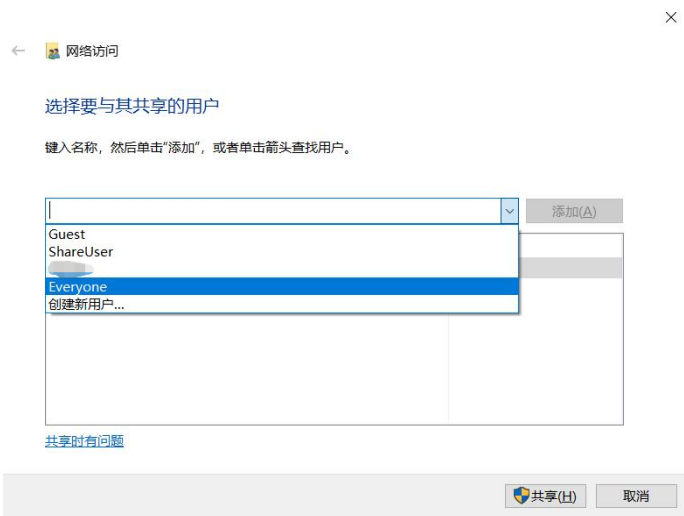 网络访问
选择要与其共享的用户
键入名称，然后单击“添加”，或者单击箭头查找用户。
添加(A)
Guest
ShareUser
Everyone
创建新用户...
共享时有问题
共享(H)
取消